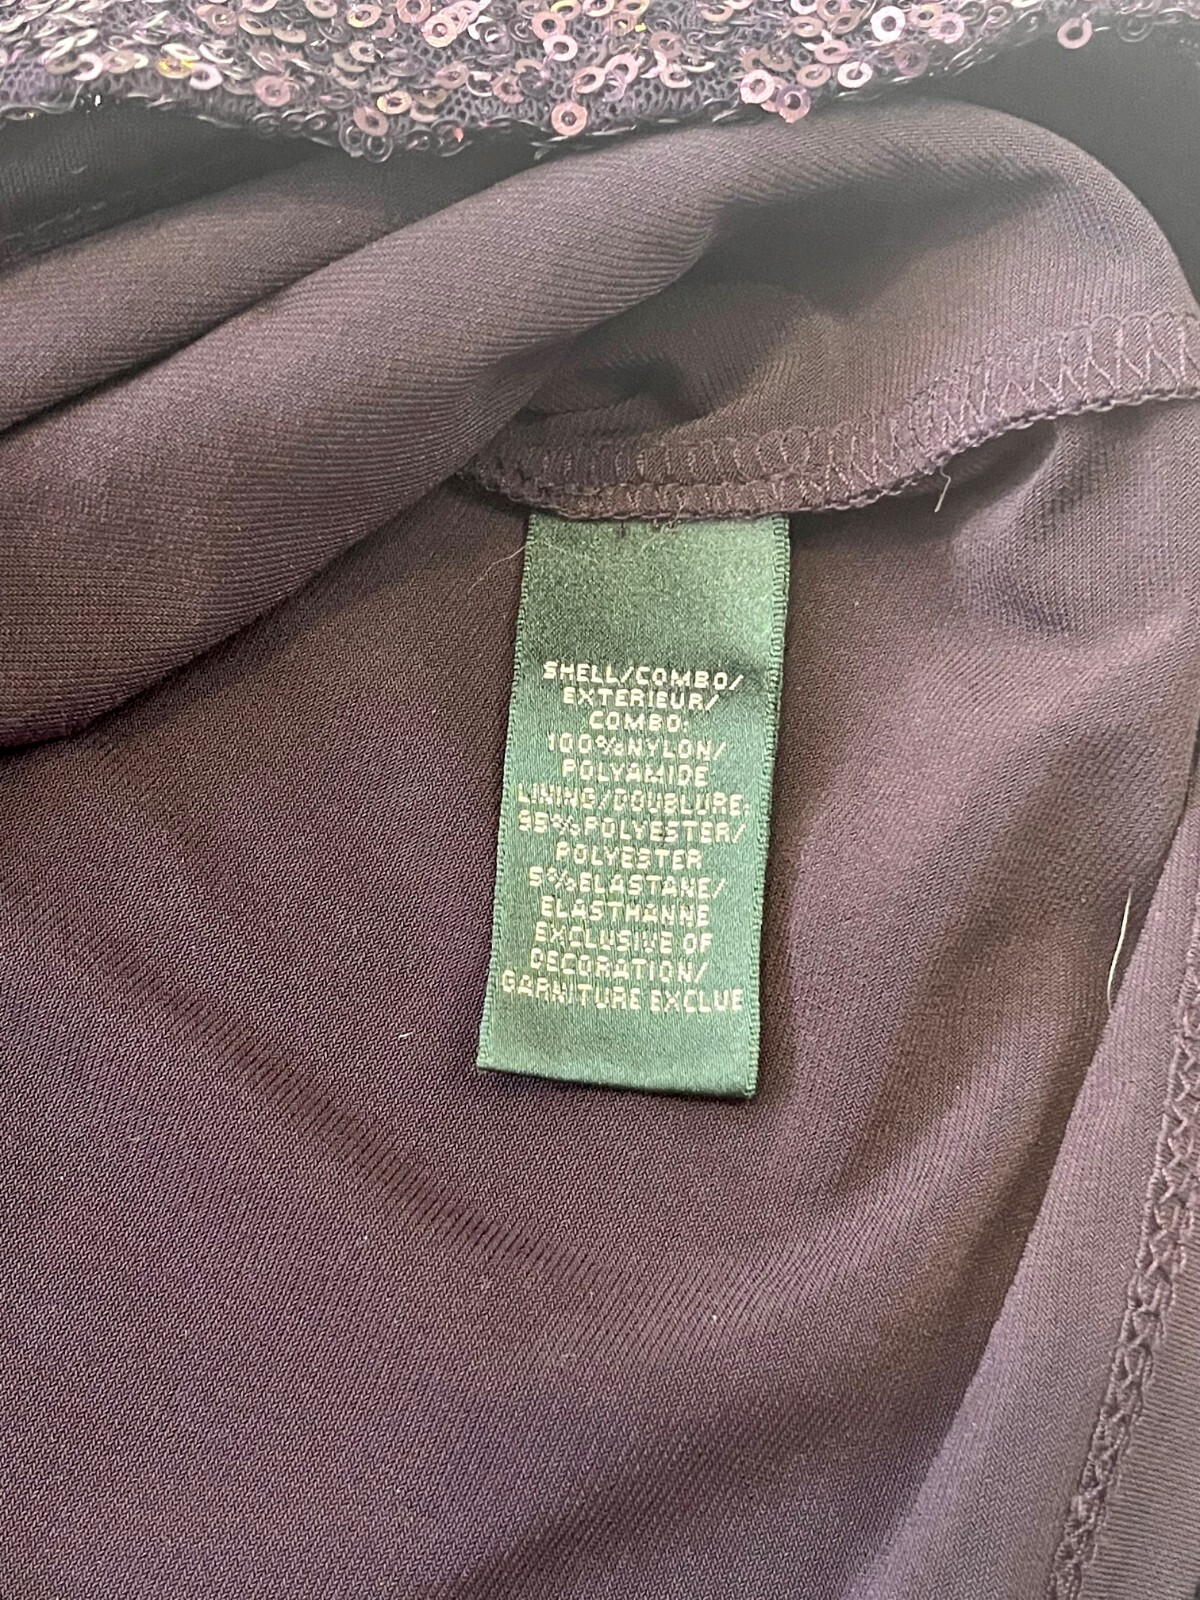 SHELL/COMBO/
EXTERIEUR/
COMBO:
100%NYLON/
POLYAMIDE
LINING/DOUBLURE:
95%POLYESTER/
POLYESTER
5%ELASTANE/
ELASTHANNE
EXCLUSIVE OF
DECORATION/
GARNITURE EXCLUE